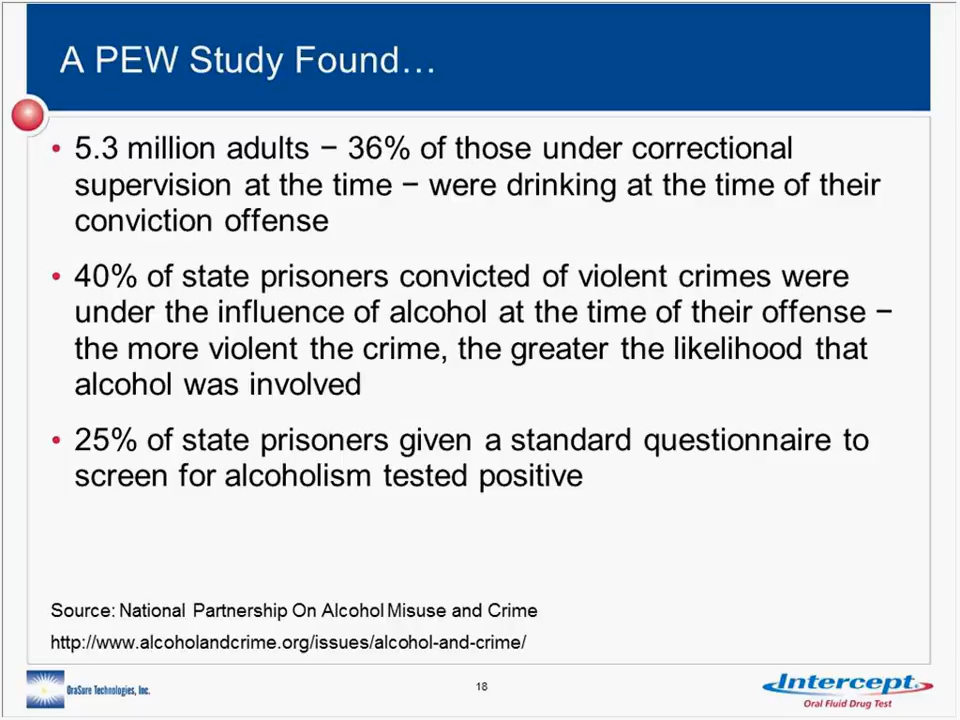 A PEW Study Found…
• 5.3 million adults − 36% of those under correctional
supervision at the time − were drinking at the time of their
conviction offense
• 40% of state prisoners convicted of violent crimes were
under the influence of alcohol at the time of their offense −
the more violent the crime, the greater the likelihood that
alcohol was involved
• 25% of state prisoners given a standard questionnaire to
screen for alcoholism tested positive
Source: National Partnership On Alcohol Misuse and Crime
http://www.alcoholandcrime.org/issues/alcohol-and-crime/
OraSure Technologies, Inc.
18
Intercept
Oral Fluid Drug Test